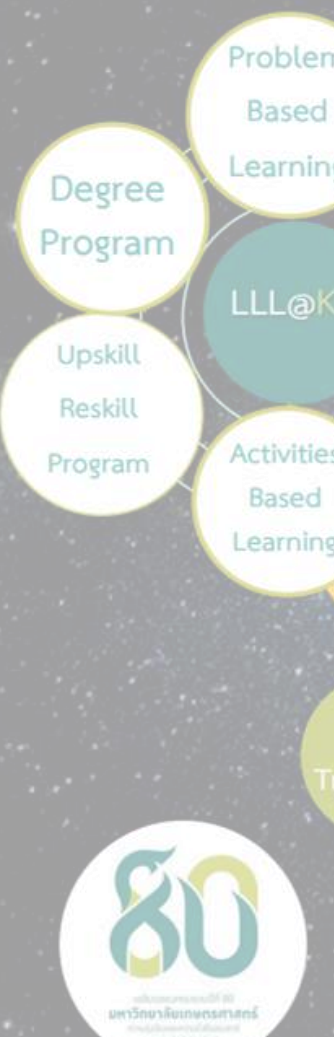 Problem
Based
Learning
Degree
Program
LLL@K
Upskill
Reskill
Program
Activities
Based
Learning
80
มหาวิทยาลัยเกษตรศาสตร์